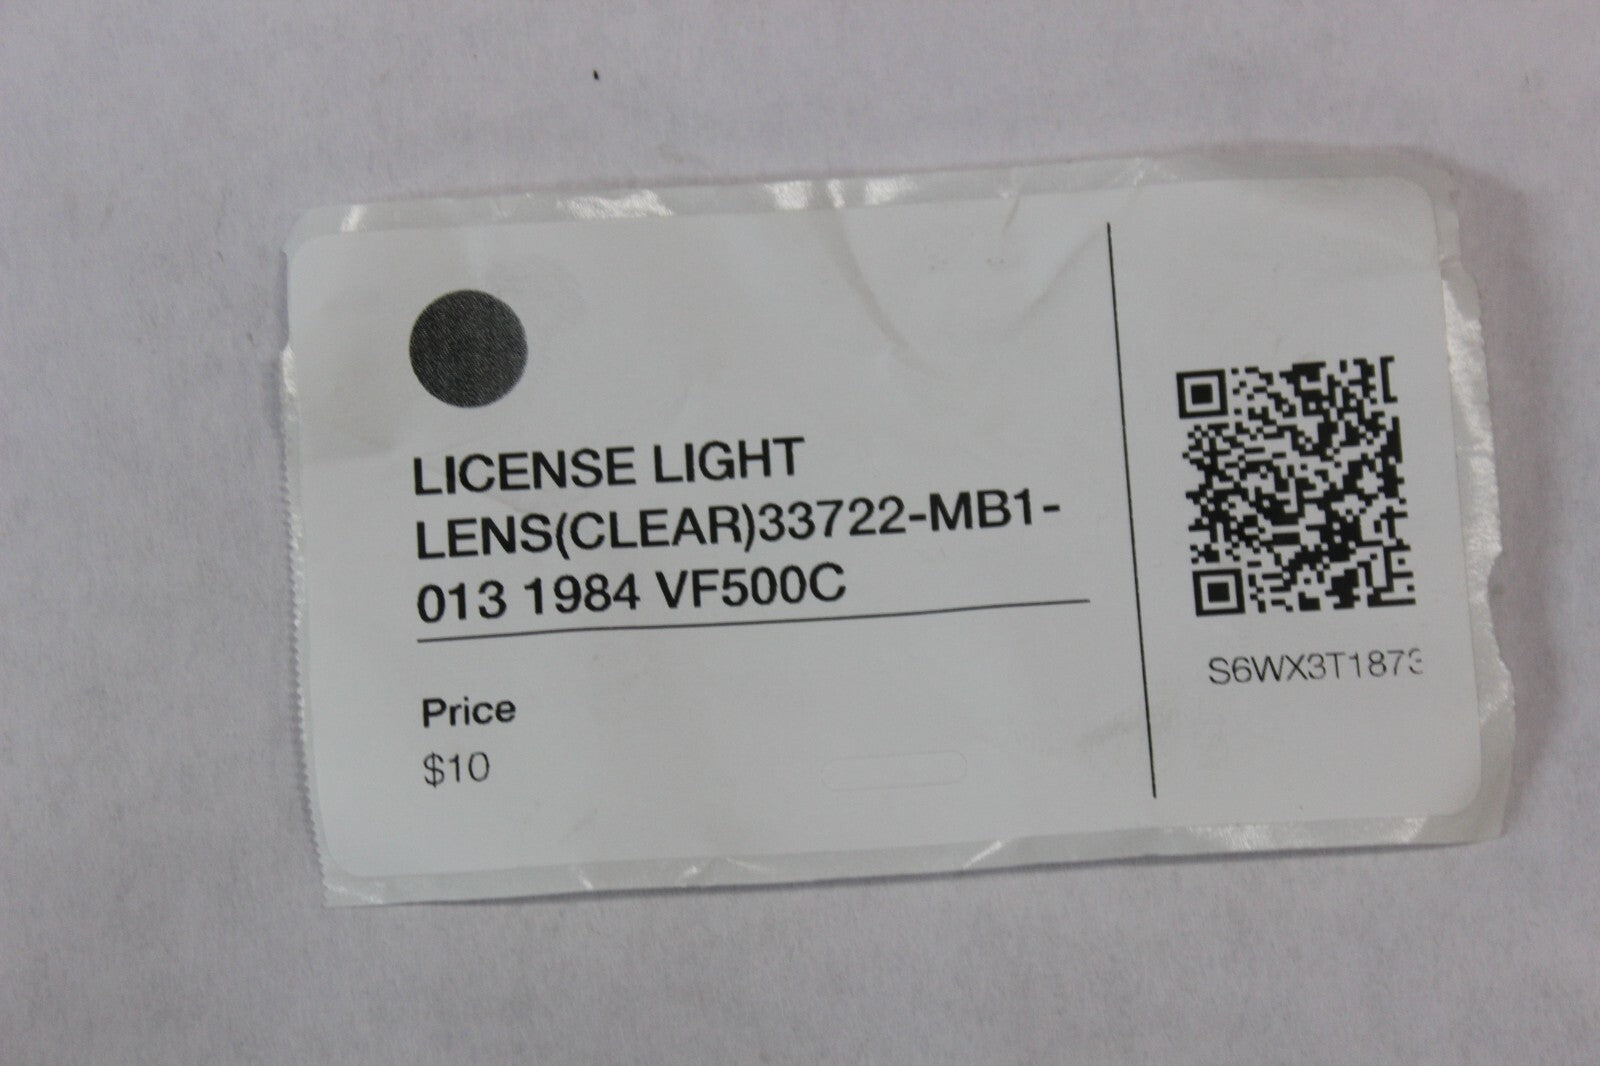 LICENSE LIGHT
LENS(CLEAR)33722-MB1-
013 1984 VF500C
Price
$10
S6WX3T1873